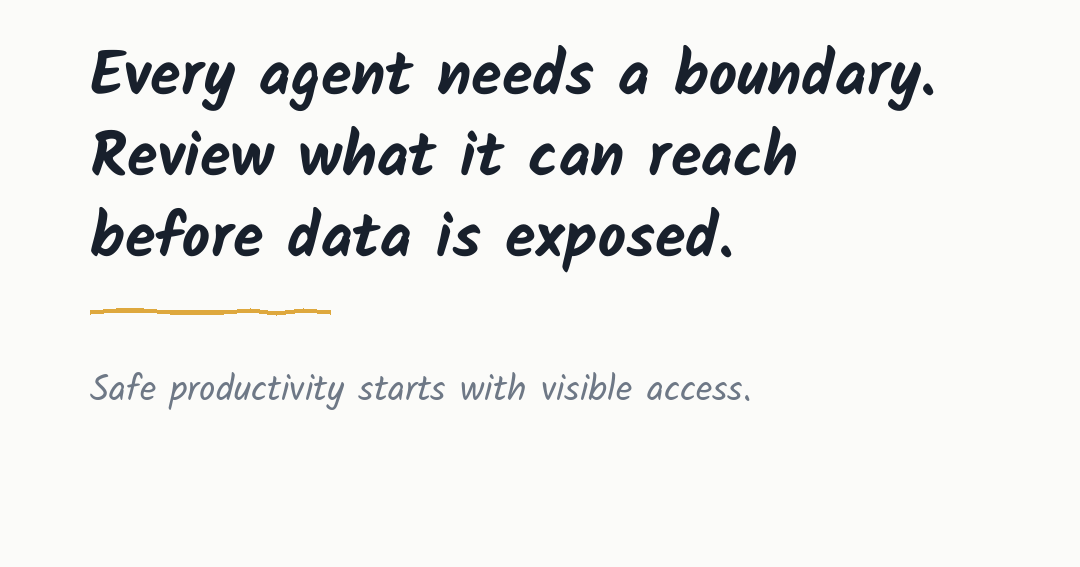 Every agent needs a boundary.
Review what it can reach
before data is exposed.
Safe productivity starts with visible access.